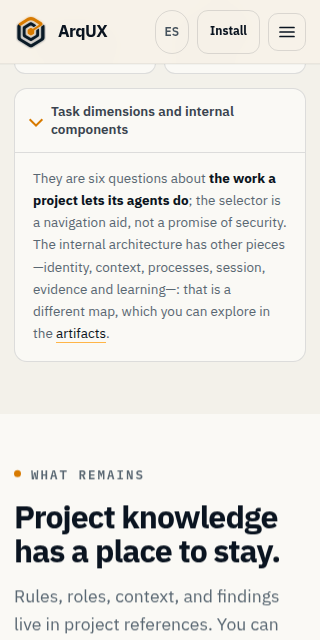 ArqUX
ES
Install
Task dimensions and internal
components
They are six questions about the work a
project lets its agents do; the selector is
a navigation aid, not a promise of security.
The internal architecture has other pieces
—identity, context, processes, session,
evidence and learning—: that is a
different map, which you can explore in
the artifacts.
WHAT REMAINS
Project knowledge
has a place to stay.
Rules, roles, context, and findings
live in project references. You can